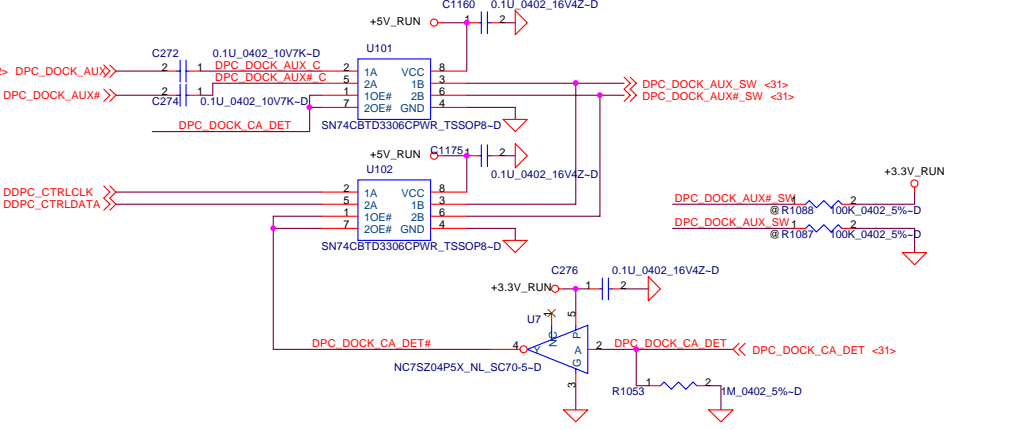 C1160 0.1U_0402_16V4Z~D
+5V_RUN 1 2
U101
C272 0.1U_0402_10V7K~D
2> DPC_DOCK_AUX 2 1 DPC_DOCK_AUX_C 2 1A VCC 8
DPC_DOCK_AUX#_C 5 2A 1B 3 DPC_DOCK_AUX_SW <31>
DPC_DOCK_AUX# 2 1 1 1OE# 2B 6 DPC_DOCK_AUX#_SW <31>
C274 0.1U_0402_10V7K~D 7 2OE# GND 4
DPC_DOCK_CA_DET SN74CBTD3306CPWR_TSSOP8~D
+5V_RUN C1175 1 2
U102 0.1U_0402_16V4Z~D
+3.3V_RUN
DDPC_CTRLCLK 2 1A VCC 8
DDPC_CTRLDATA 5 2A 1B 3
1 1OE# 2B 6
7 2OE# GND 4
SN74CBTD3306CPWR_TSSOP8~D
DPC_DOCK_AUX#_SW 1 2
@ R1088 100K_0402_5%~D
DPC_DOCK_AUX_SW 1 2
@ R1087 100K_0402_5%~D
C276 0.1U_0402_16V4Z~D
+3.3V_RUN 1 2
U7 1 NC 5 P
DPC_DOCK_CA_DET# 4 Y A 2 DPC_DOCK_CA_DET DPC_DOCK_CA_DET <31>
G 3
NC7SZ04P5X_NL_SC70-5~D
R1053 1 2 1M_0402_5%~D